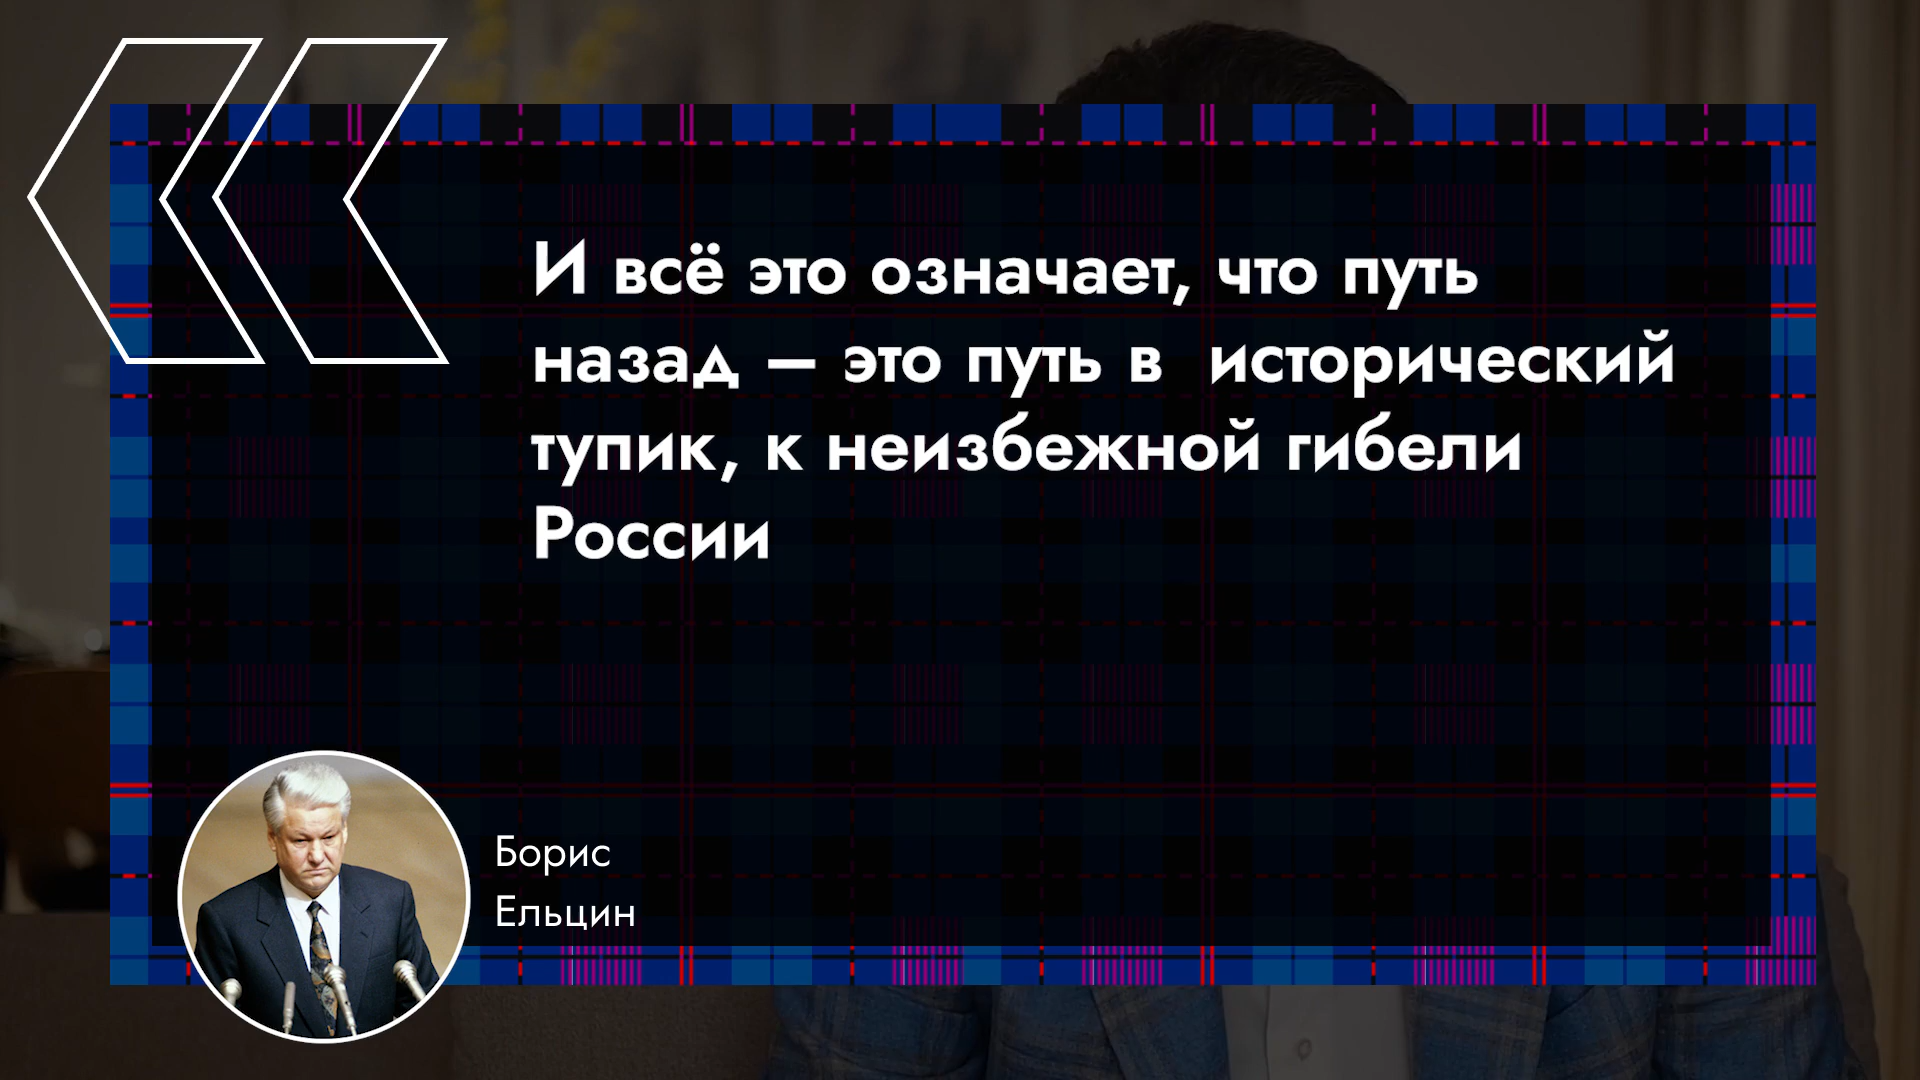 И всё это означает, что путь
назад – это путь в  исторический
тупик, к неизбежной гибели
России
Борис
Ельцин